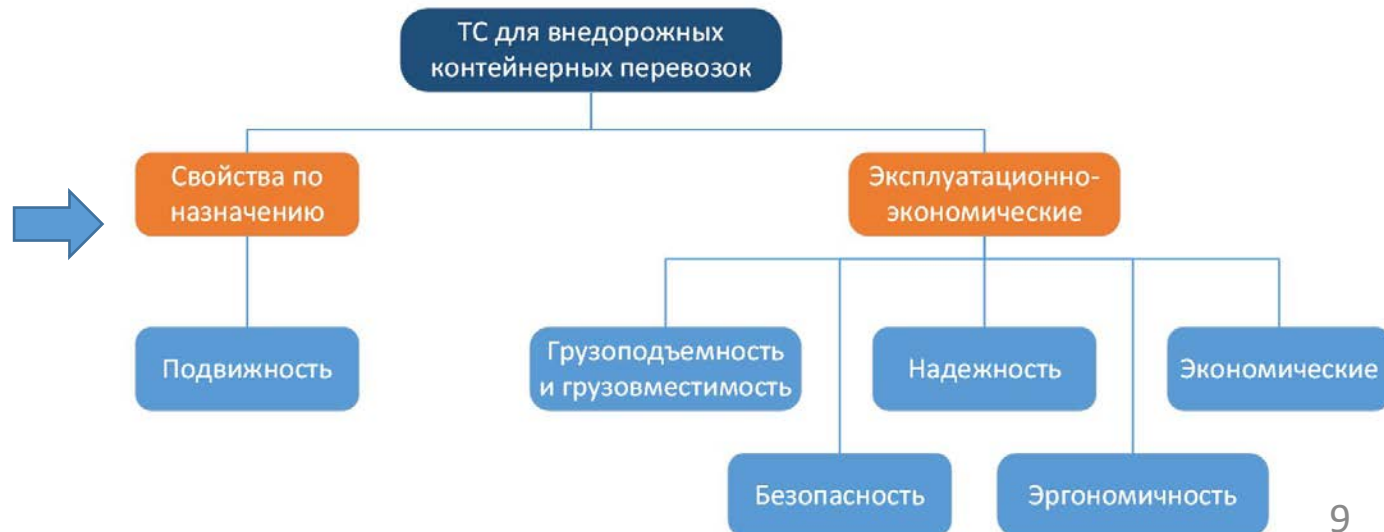 ТС для внедорожных
контейнерных перевозок
Свойства по
назначению
Эксплуатационно-
экономические
Подвижность
Грузоподъемность
и грузовместимость
Надежность
Экономические
Безопасность
Эргономичность
9